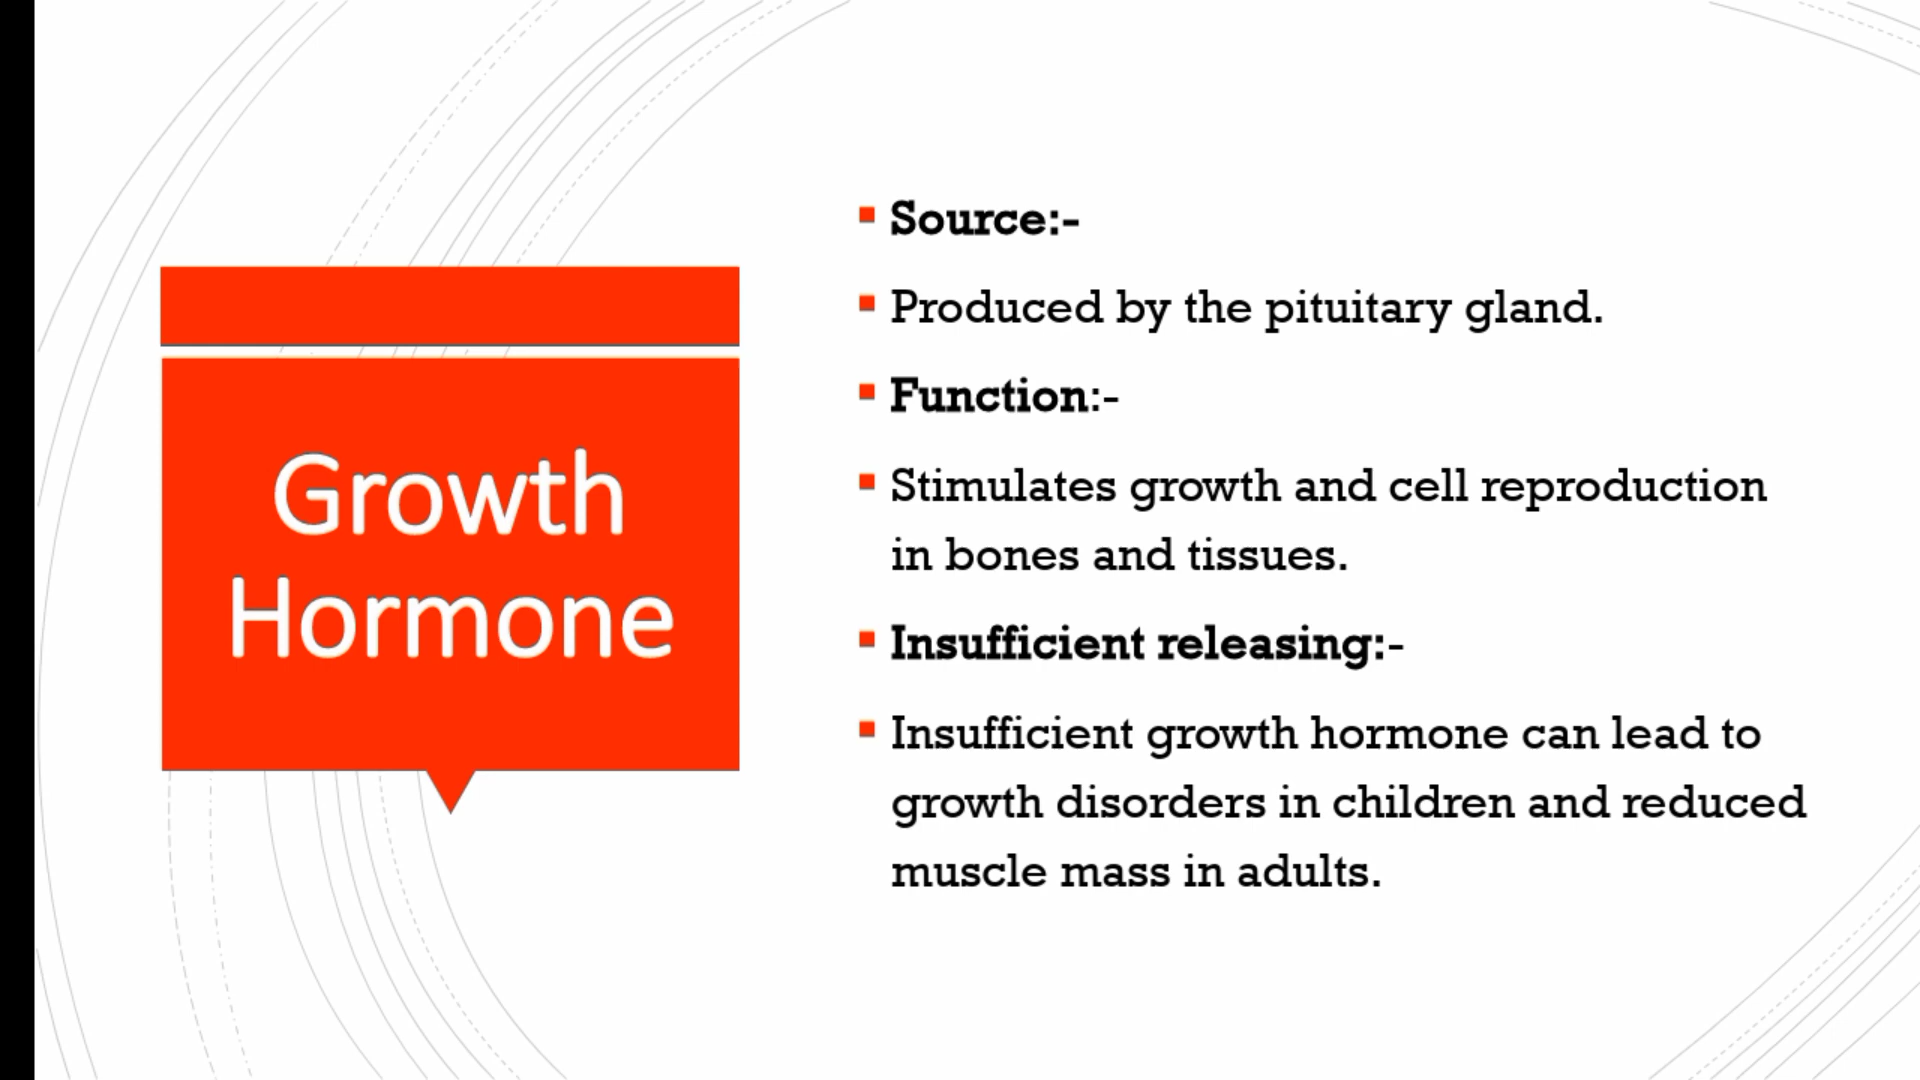 Growth
Hormone
Source:-
Produced by the pituitary gland.
Function:-
Stimulates growth and cell reproduction
in bones and tissues.
Insufficient releasing:-
Insufficient growth hormone can lead to
growth disorders in children and reduced
muscle mass in adults.